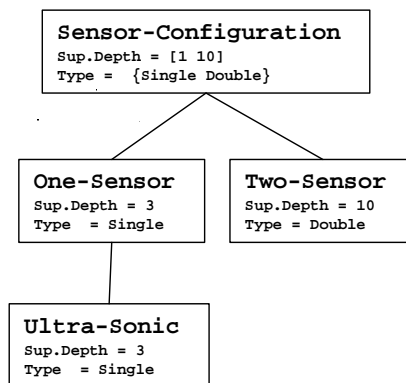 Sensor-Configuration
Sup.Depth = [1 10]
Type = {Single Double}
One-Sensor
Sup.Depth = 3
Type = Single
Two-Sensor
Sup.Depth = 10
Type = Double
Ultra-Sonic
Sup.Depth = 3
Type = Single